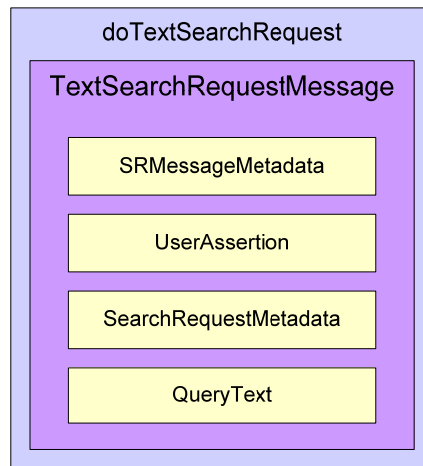 doTextSearchRequest
TextSearchRequestMessage
SRMessageMetadata
UserAssertion
SearchRequestMetadata
QueryText